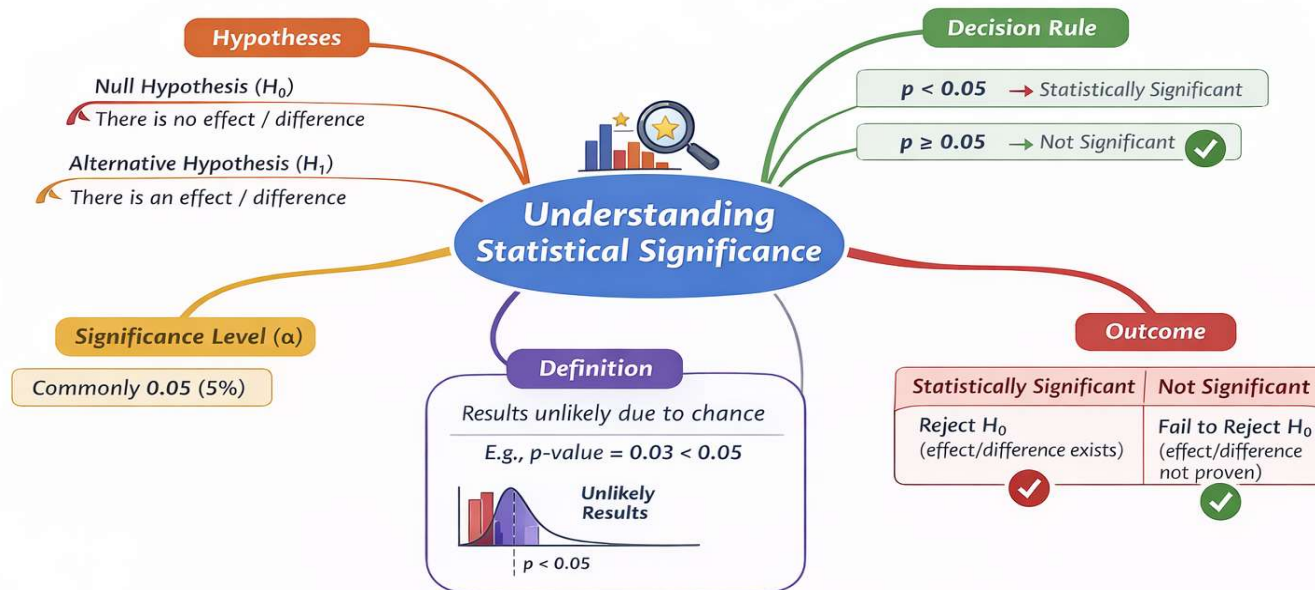 Hypotheses
Null Hypothesis (H₀)
There is no effect / difference
Alternative Hypothesis (H₁)
There is an effect / difference
Decision Rule
p < 0.05 → Statistically Significant
p ≥ 0.05 → Not Significant
Understanding
Statistical Significance
Significance Level (α)
Commonly 0.05 (5%)
Definition
Results unlikely due to chance
E.g., p-value = 0.03 < 0.05
Unlikely
Results
p < 0.05
Outcome
Statistically Significant
Reject H₀
(effect/difference exists)
Not Significant
Fail to Reject H₀
(effect/difference
not proven)